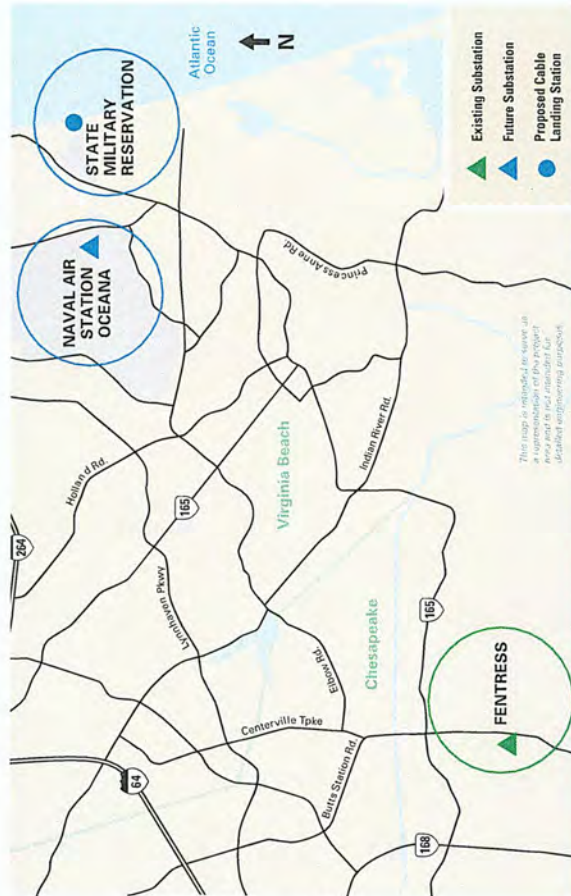 264
64
165
165
168
Holland Rd.
Lynnhaven Pkwy
Centerville Tpke
Butts Station Rd.
Elbow Rd.
Indian River Rd.
Princess Anne Rd.
Virginia Beach
Chesapeake
NAVAL AIR
STATION
OCEANA
STATE
MILITARY
RESERVATION
Atlantic
Ocean
N
FENTRESS
This map is intended to serve as
a representation of the project
area and is not intended for
detailed engineering purposes.
Existing Substation
Future Substation
Proposed Cable
Landing Station